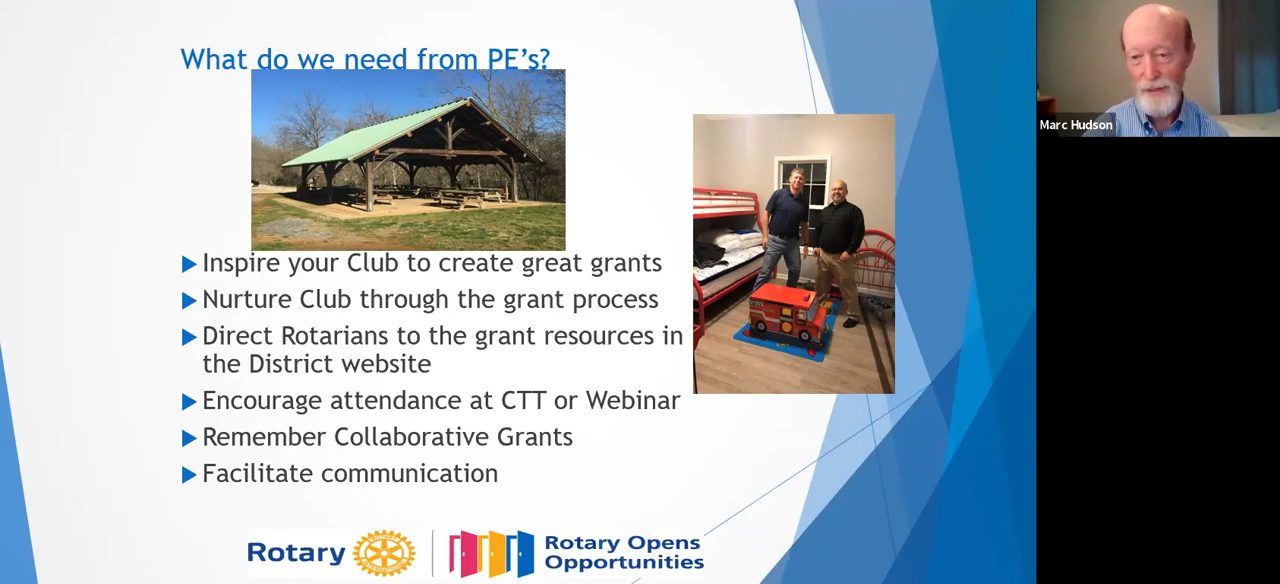 What do we need from PE's?
Marc Hudson
Inspire your Club to create great grants
Nurture Club through the grant process
Direct Rotarians to the grant resources in
the District website
Encourage attendance at CTT or Webinar
Remember Collaborative Grants
Facilitate communication
Rotary
Rotary Opens
Opportunities